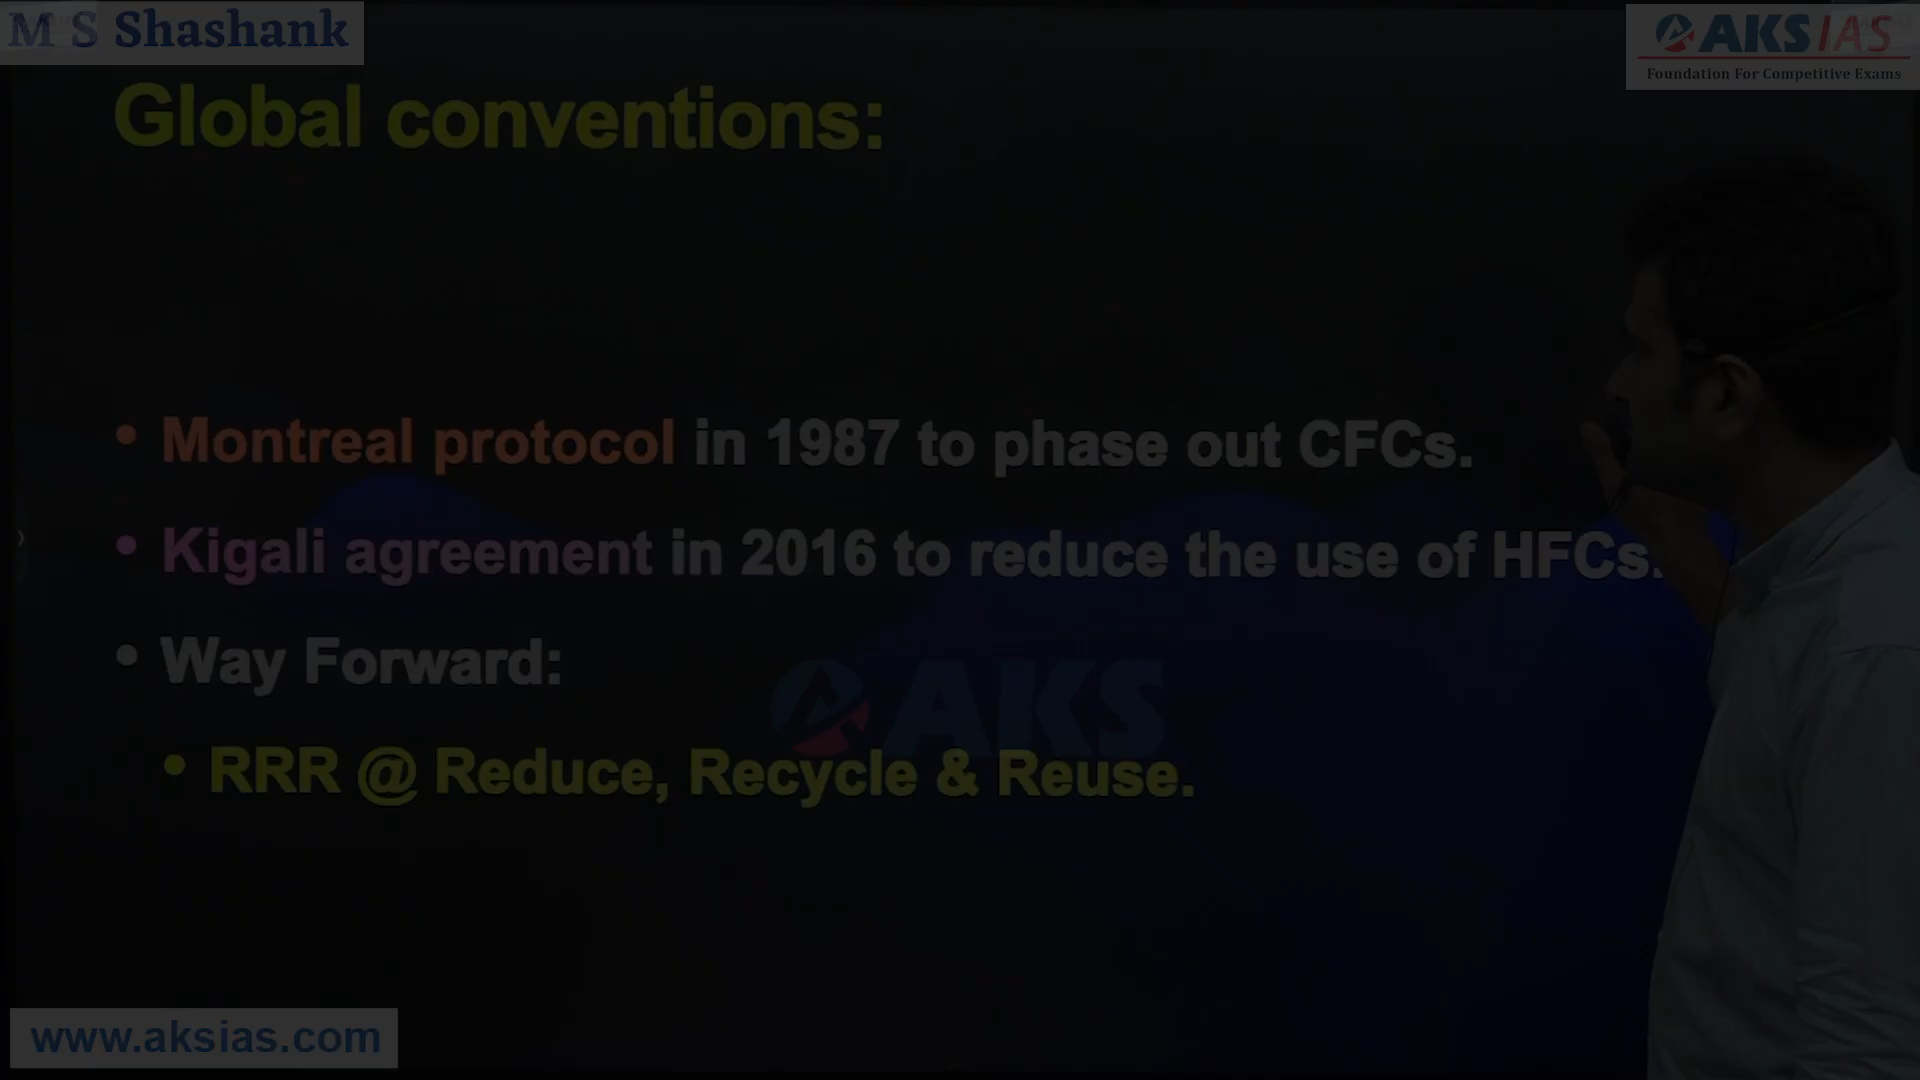 M S Shashank
AKS IAS
Foundation For Competitive Exams
Global conventions:
• Montreal protocol in 1987 to phase out CFCs.
• Kigali agreement in 2016 to reduce the use of HFCs.
• Way Forward:
AKS
• RRR @ Reduce, Recycle & Reuse.
www.aksias.com